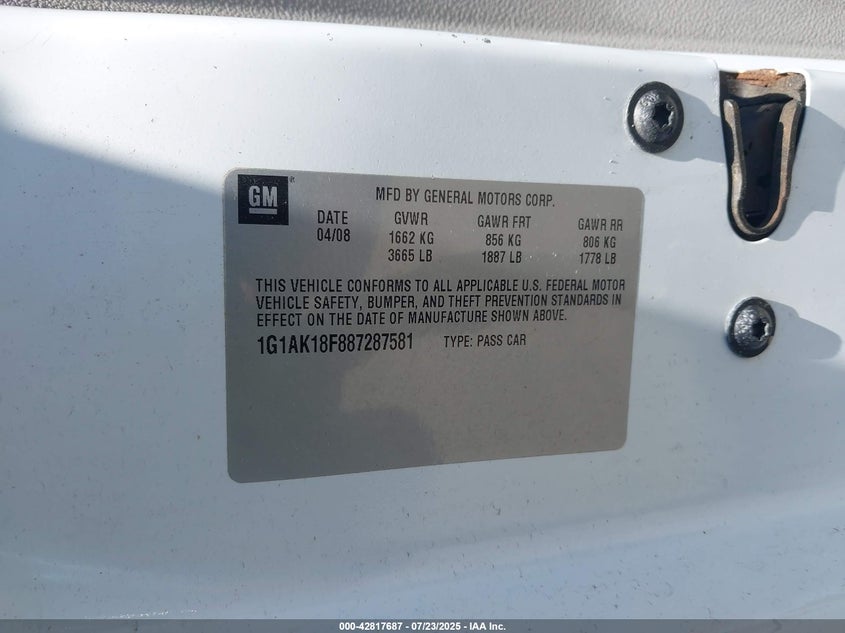 GM
MFD BY GENERAL MOTORS CORP.
DATE GVWR GAWR FRT GAWR RR
04/08 1662 KG 856 KG 806 KG
3665 LB 1887 LB 1778 LB
THIS VEHICLE CONFORMS TO ALL APPLICABLE U.S. FEDERAL MOTOR
VEHICLE SAFETY, BUMPER, AND THEFT PREVENTION STANDARDS IN
EFFECT ON THE DATE OF MANUFACTURE SHOWN ABOVE.
1G1AK18F887287581 TYPE: PASS CAR
000-42817687 - 07/23/2025 - IAA Inc.